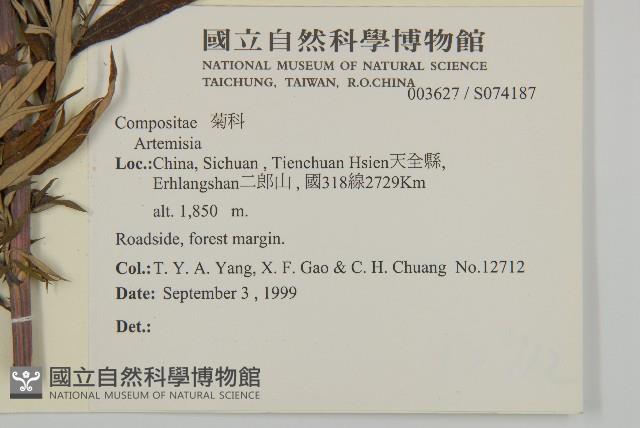 國立自然科學博物館
NATIONAL MUSEUM OF NATURAL SCIENCE
TAICHUNG, TAIWAN, R.O.CHINA
003627 / S074187
Compositae 菊科
Artemisia
Loc.:China, Sichuan , Tienchuan Hsien天全縣,
Erhlangshan二郎山 , 國318線2729Km
alt. 1,850 m.
Roadside, forest margin.
Col.: T. Y. A. Yang, X. F. Gao & C. H. Chuang No.12712
Date: September 3 , 1999
Det.:
國立自然科學博物館
NATIONAL MUSEUM OF NATURAL SCIENCE